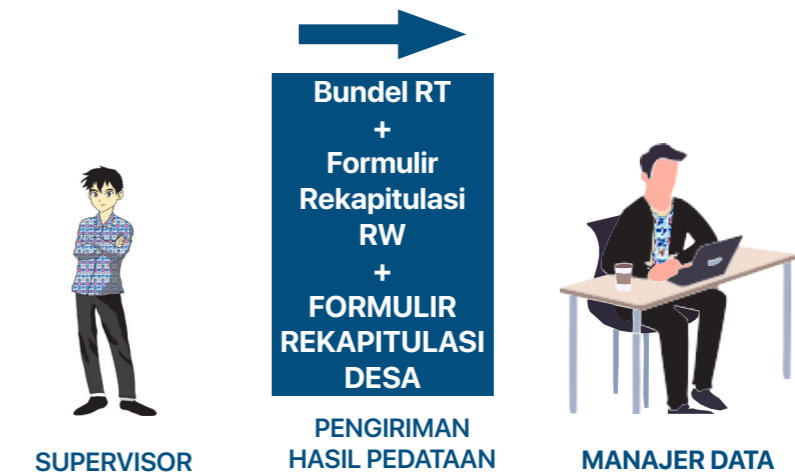 Bundel RT
+
Formulir
Rekapitulasi
RW
+
FORMULIR
REKAPITULASI
DESA
SUPERVISOR
PENGIRIMAN
HASIL PEDATAAN
MANAJER DATA